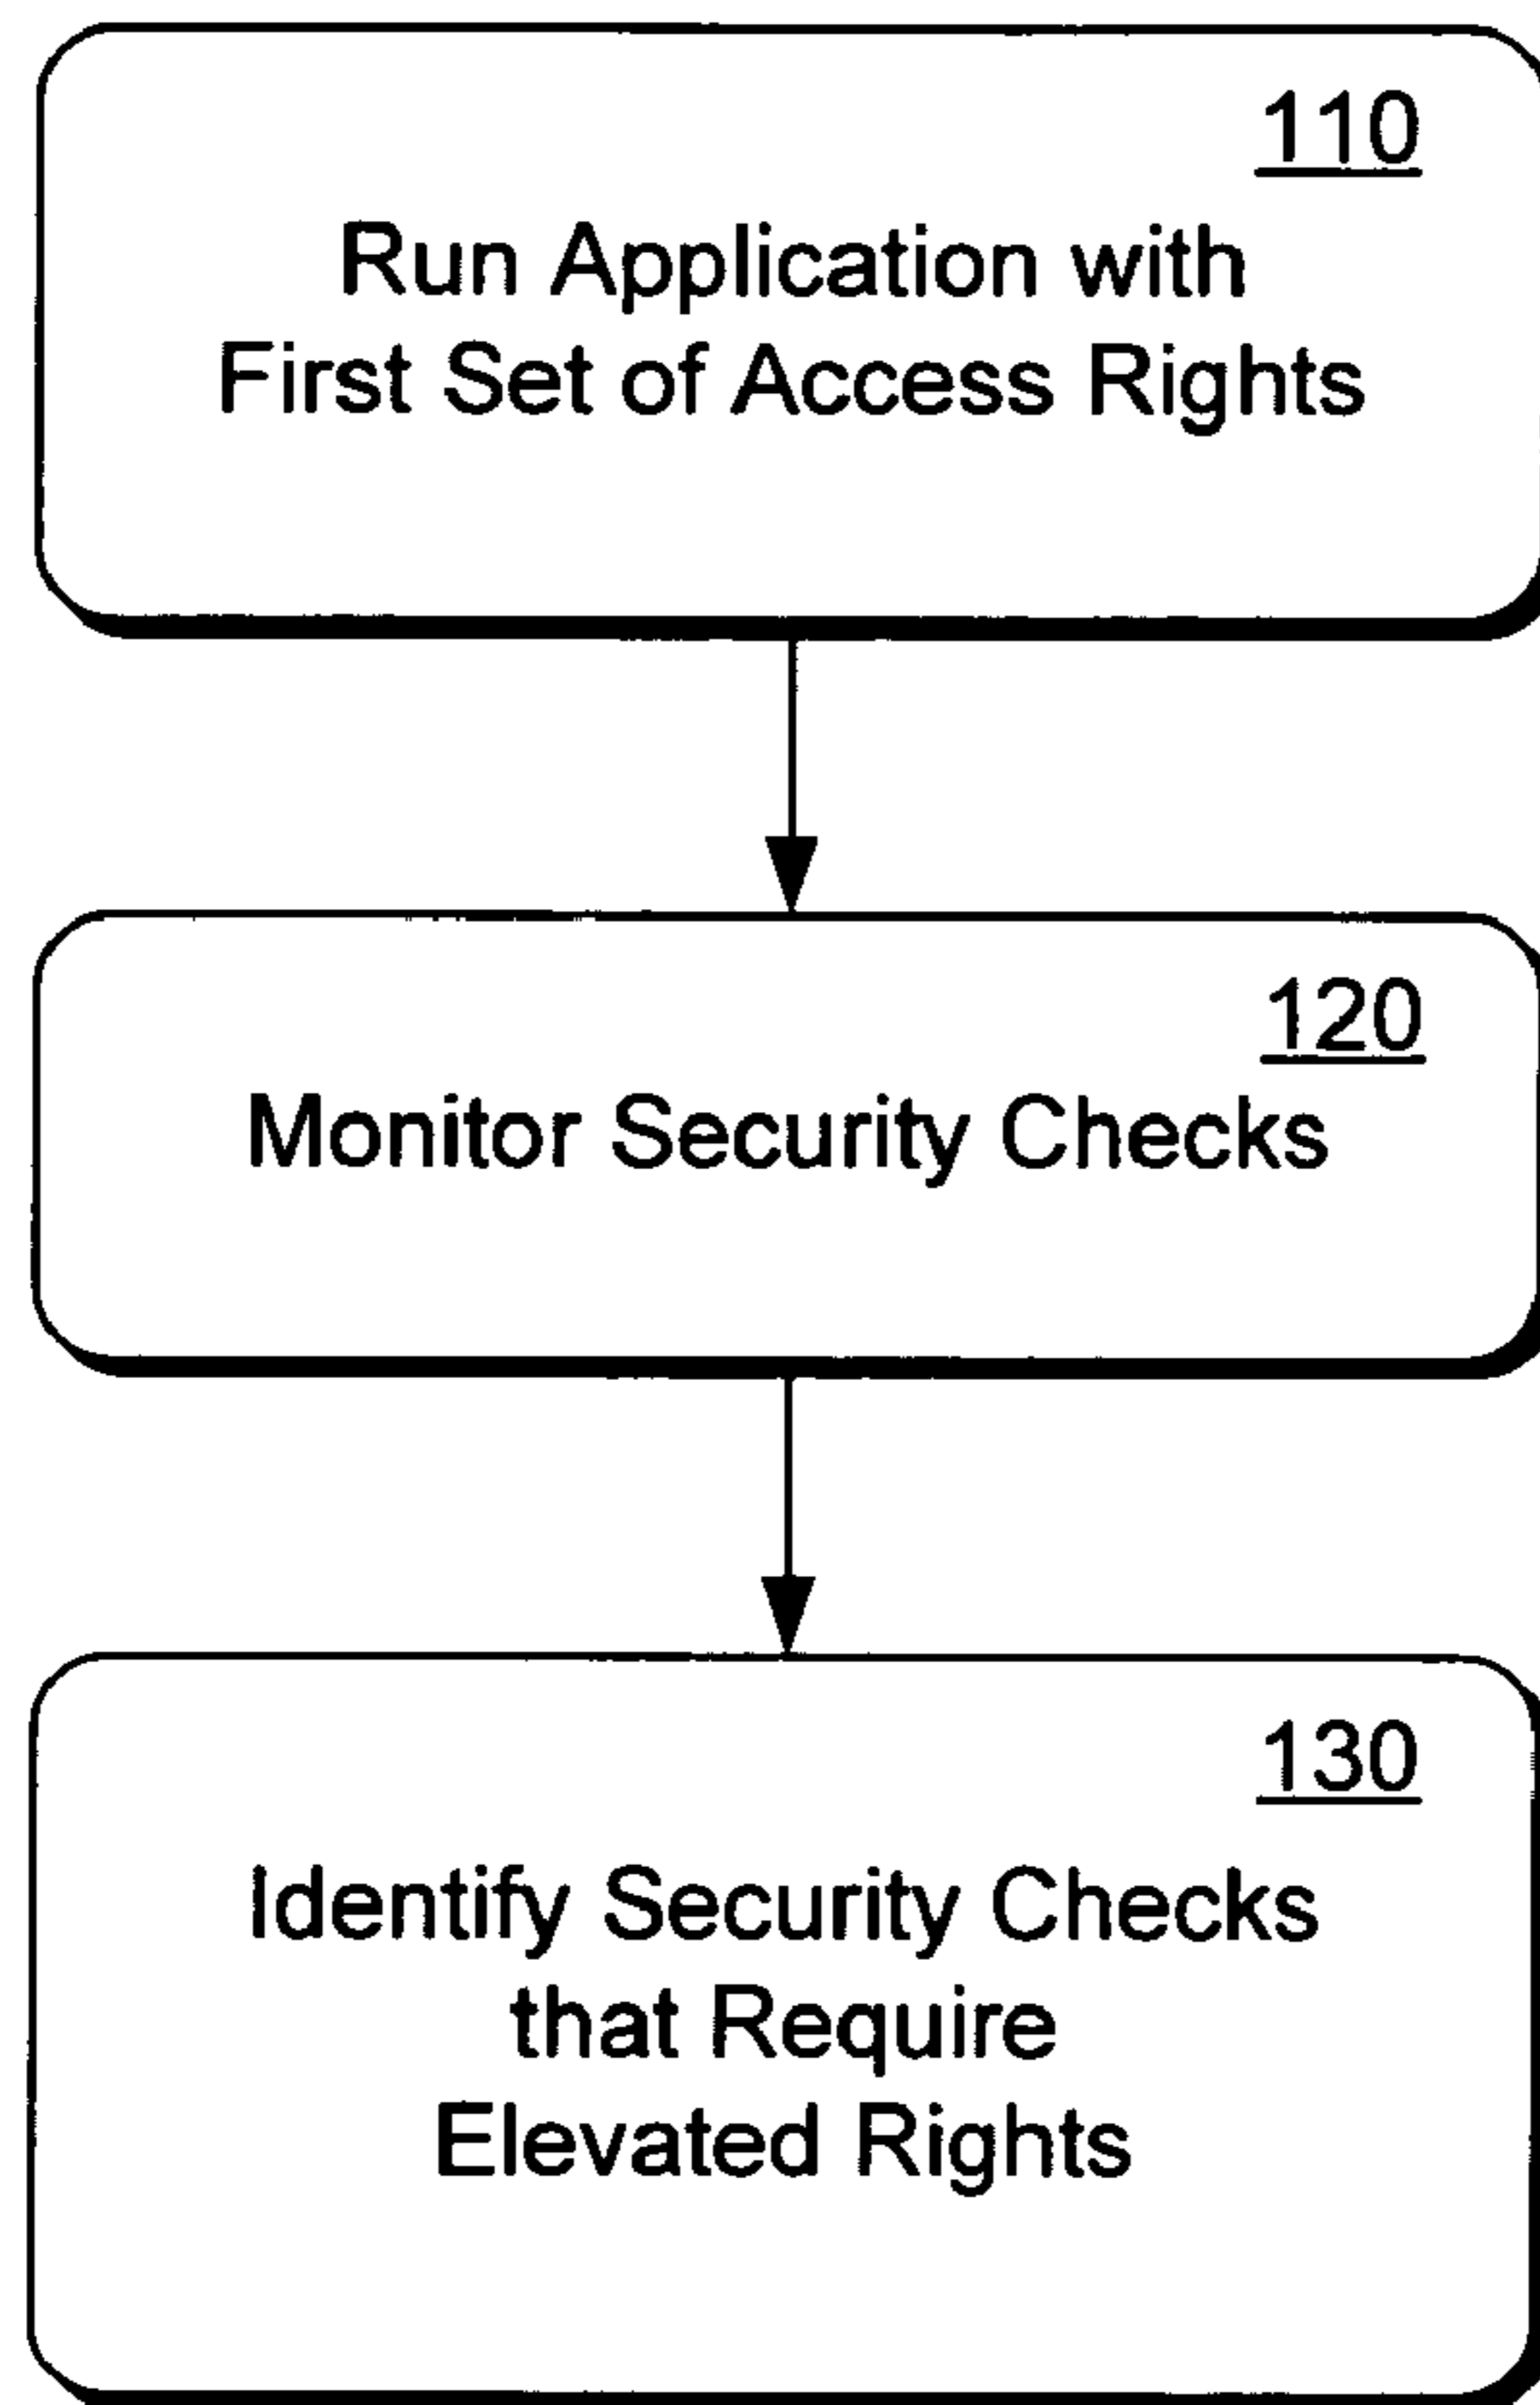 110
Run Application with
First Set of Access Rights
120
Monitor Security Checks
130
Identify Security Checks
that Require
Elevated Rights